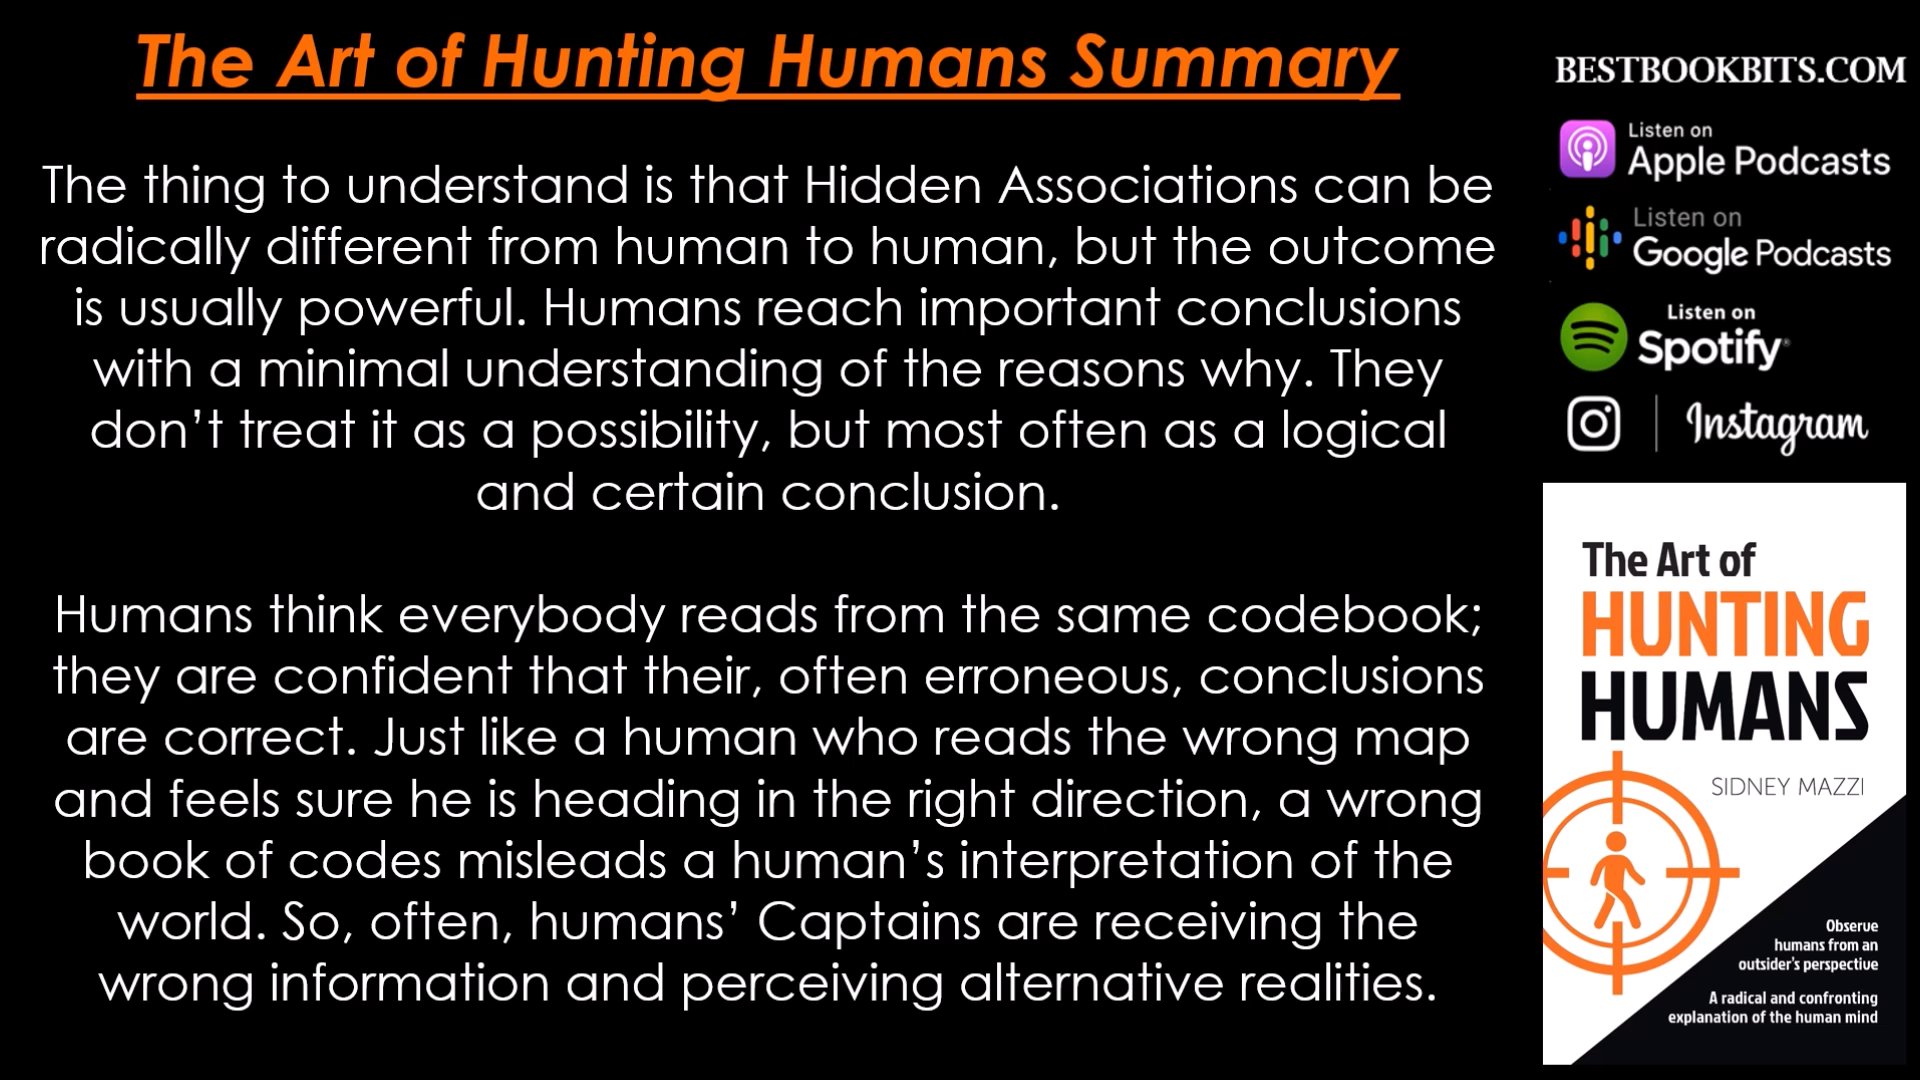 The Art of Hunting Humans Summary
The thing to understand is that Hidden Associations can be
radically different from human to human, but the outcome
is usually powerful. Humans reach important conclusions
with a minimal understanding of the reasons why. They
don’t treat it as a possibility, but most often as a logical
and certain conclusion.
Humans think everybody reads from the same codebook;
they are confident that their, often erroneous, conclusions
are correct. Just like a human who reads the wrong map
and feels sure he is heading in the right direction, a wrong
book of codes misleads a human’s interpretation of the
world. So, often, humans’ Captains are receiving the
wrong information and perceiving alternative realities.
BESTBOOKBITS.COM
Listen on
Apple Podcasts
Listen on
Google Podcasts
Listen on
Spotify
Instagram
The Art of
HUNTING
HUMANS
SIDNEY MAZZI
Observe
humans from an
outsider's perspective
A radical and confronting
explanation of the human mind